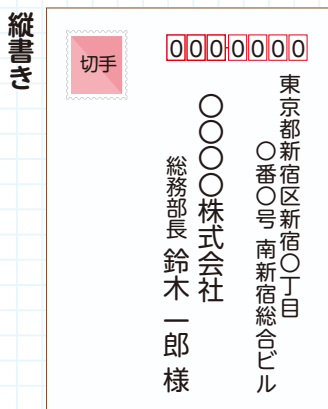 縦書き
切手
000-0000
東京都新宿区新宿〇丁目
〇番〇号 南新宿総合ビル
〇〇〇〇株式会社
総務部長 鈴木一郎 様